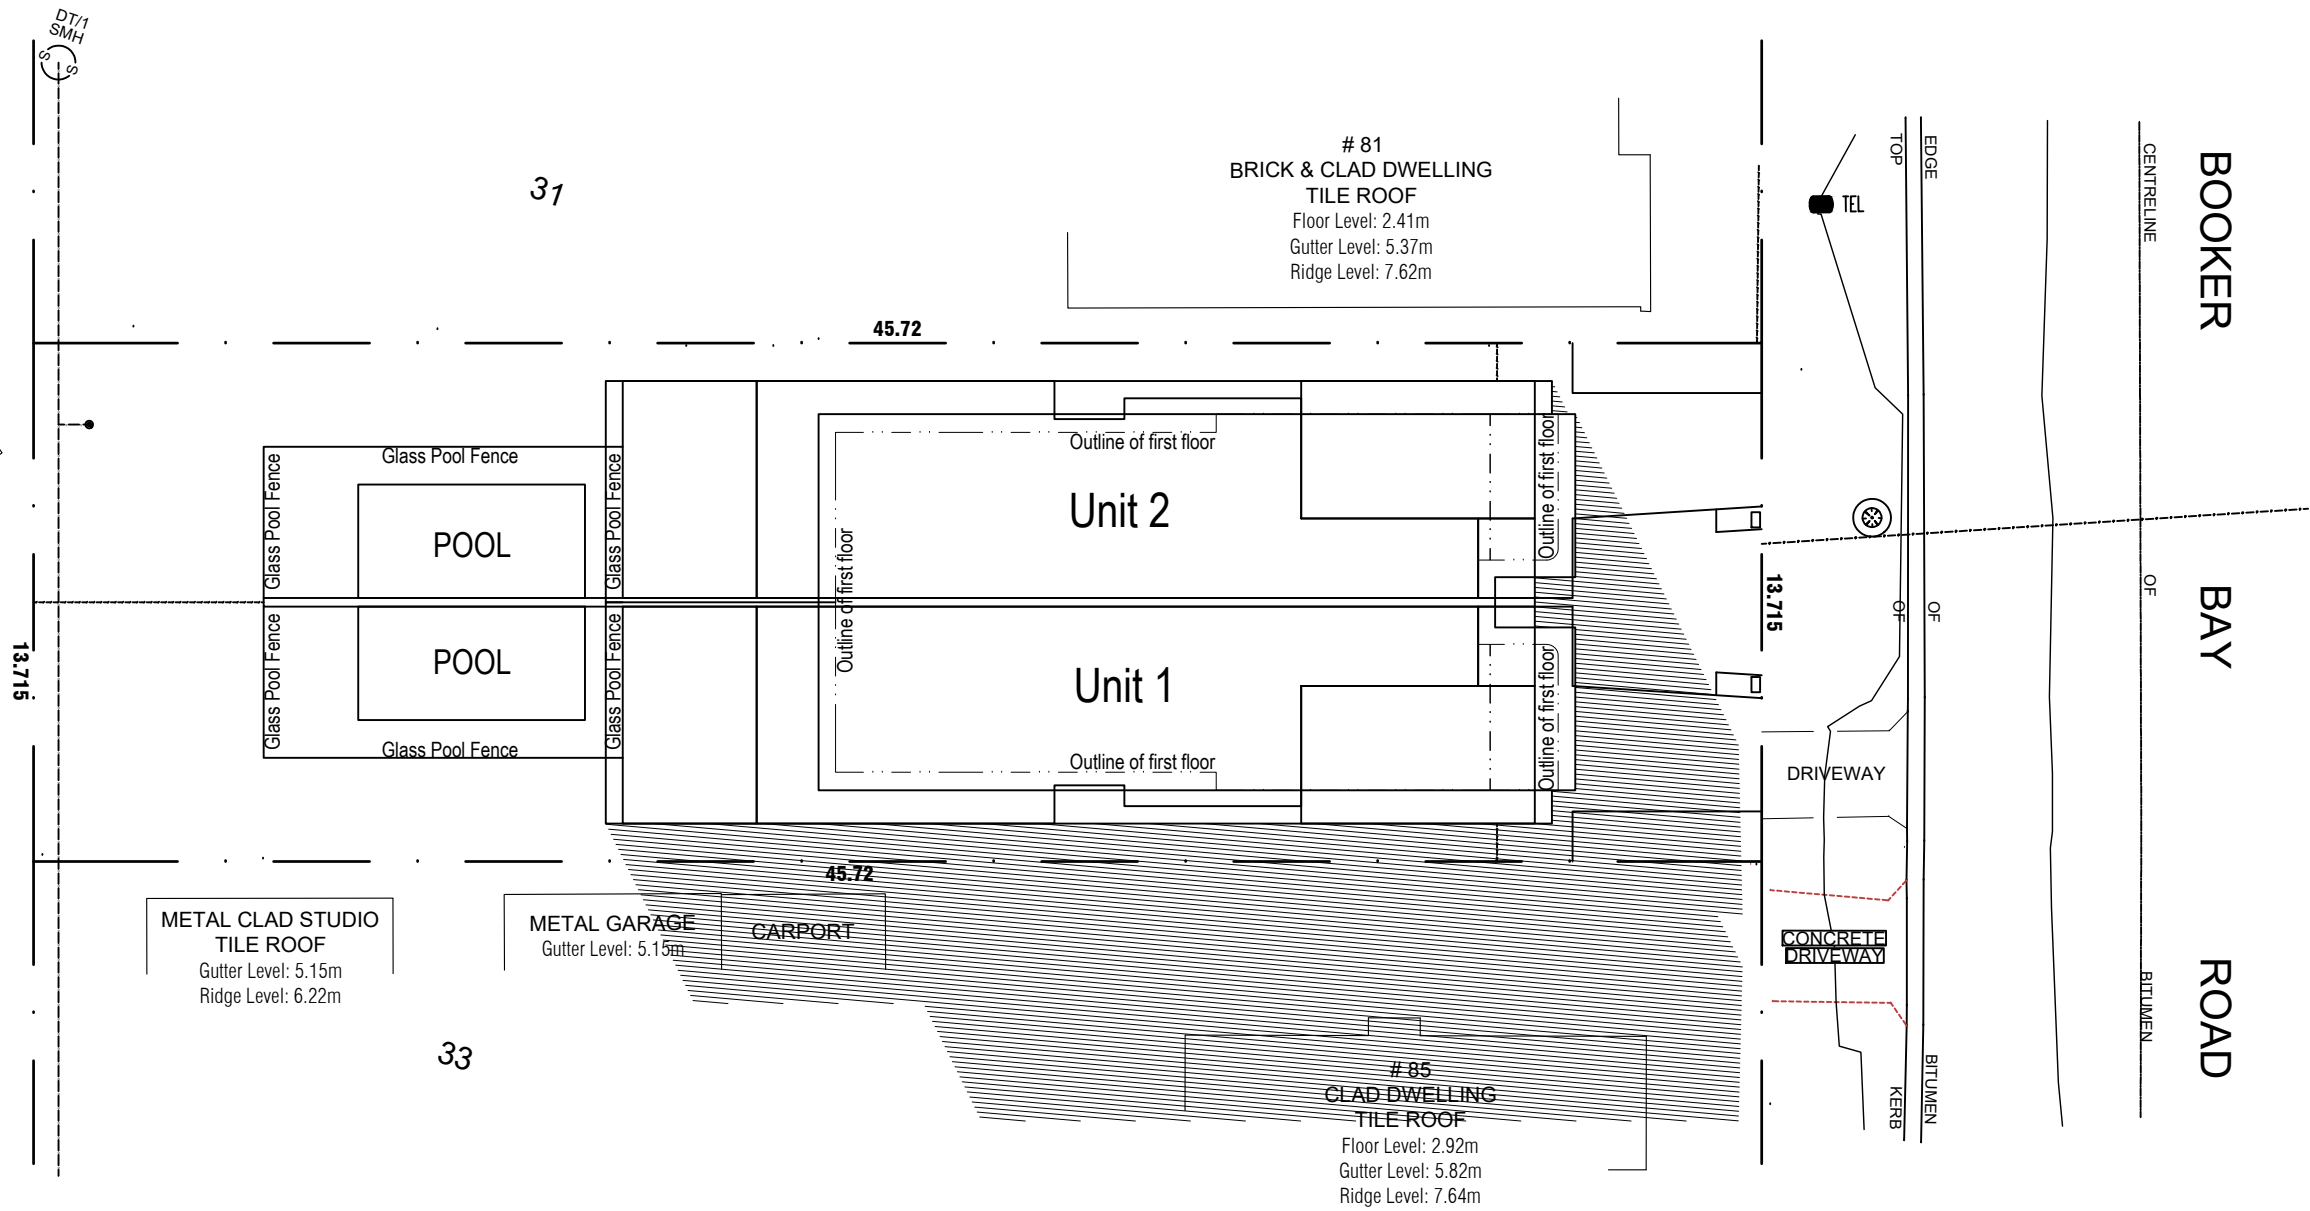 DT/1
SMH
S
S
31
# 81
BRICK & CLAD DWELLING
TILE ROOF
Floor Level: 2.41m
Gutter Level: 5.37m
Ridge Level: 7.62m
45.72
TOP
EDGE
CENTRELINE
BOOKER
TEL
Outline of first floor
Outline of first floor
Glass Pool Fence
Glass Pool Fence
Glass Pool Fence
Unit 2
POOL
Outline of first floor
13.715
OF
OF
OF
BAY
13.715
POOL
Glass Pool Fence
Glass Pool Fence
Glass Pool Fence
Unit 1
Outline of first floor
Outline of first floor
DRIVEWAY
45.72
METAL CLAD STUDIO
TILE ROOF
Gutter Level: 5.15m
Ridge Level: 6.22m
METAL GARAGE
Gutter Level: 5.15m
CARPORT
CONCRETE
DRIVEWAY
BITUMEN
ROAD
33
# 85
CLAD DWELLING
TILE ROOF
Floor Level: 2.92m
Gutter Level: 5.82m
Ridge Level: 7.64m
KERB
BITUMEN